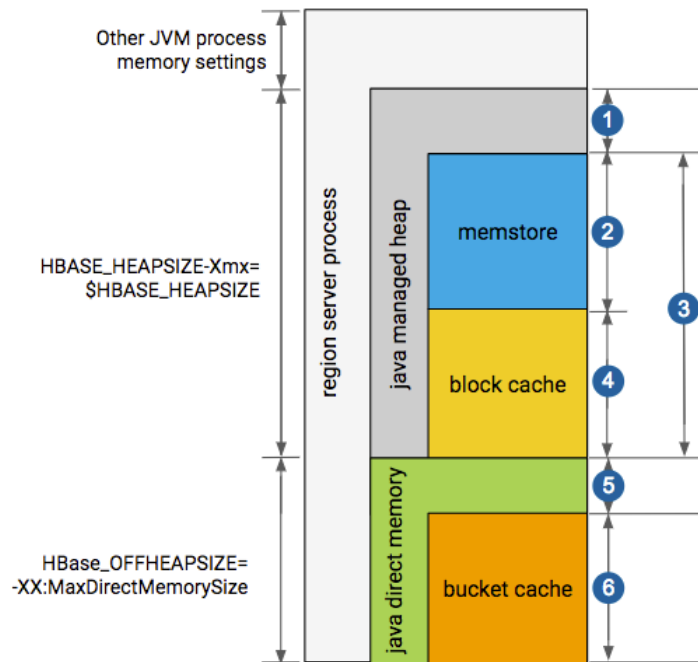 Other JVM process
memory settings
HBASE_HEAPSIZE-Xmx=
$HBASE_HEAPSIZE
HBase_OFFHEAPSIZE=
-XX:MaxDirectMemorySize
region server process
java managed heap
java direct memory
memstore
block cache
bucket cache
1
2
3
4
5
6